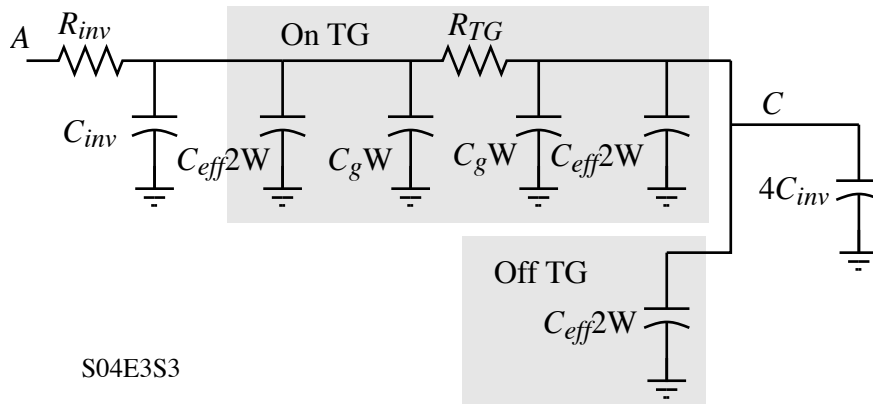 A
R_inv
On TG
R_TG
C_inv
C_eff2W
C_gW
C_gW
C_eff2W
C
4C_inv
Off TG
C_eff2W
S04E3S3